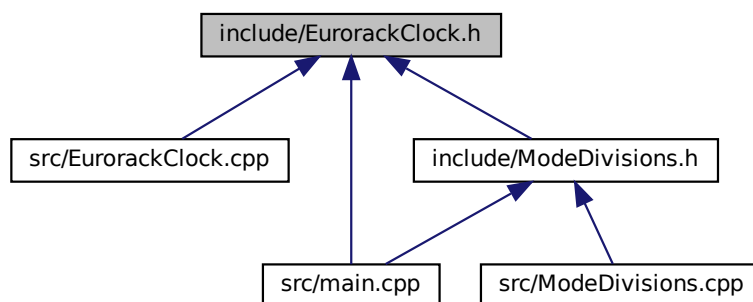 include/EurorackClock.h
src/EurorackClock.cpp
include/ModeDivisions.h
src/main.cpp
src/ModeDivisions.cpp